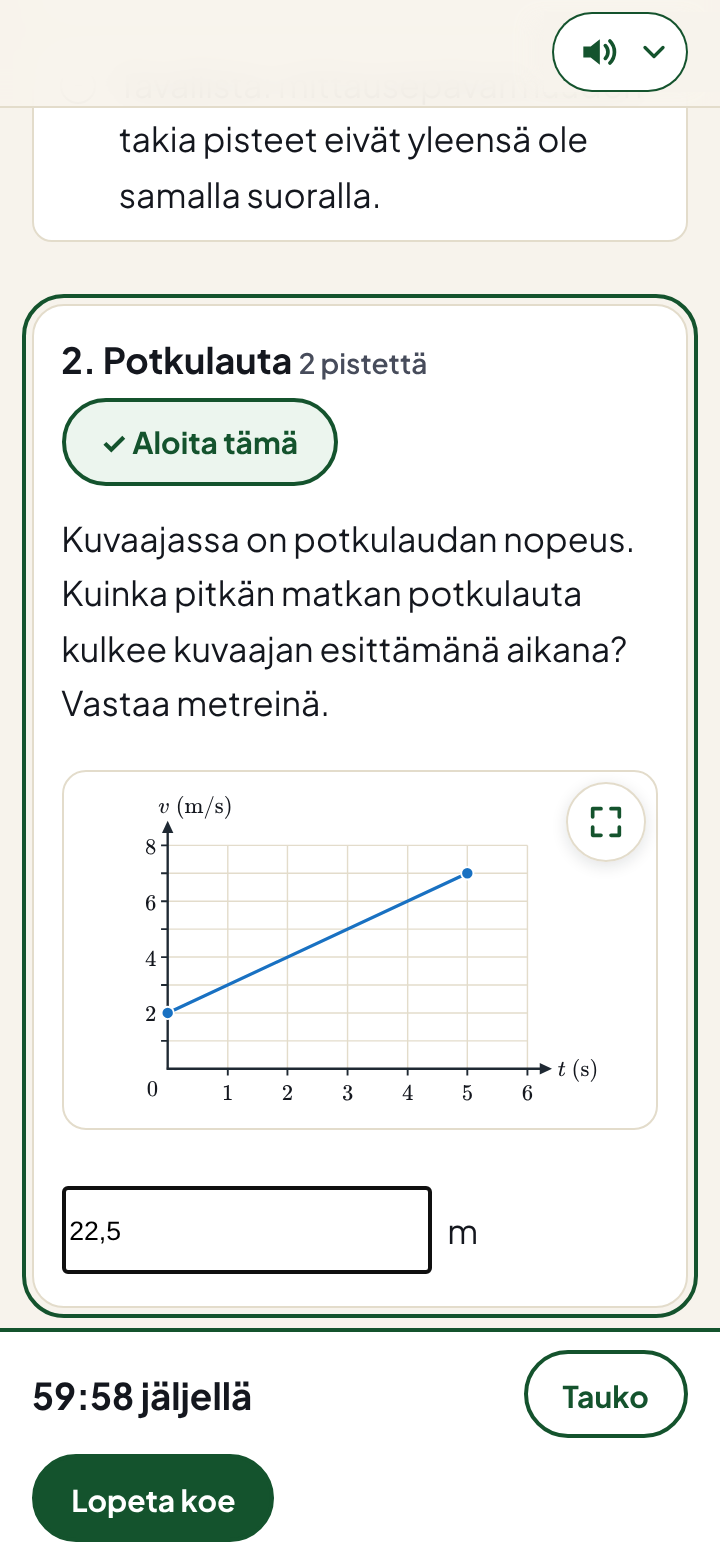 takia pisteet eivät yleensä ole
samalla suoralla.
2. Potkulauta 2 pistettä
✓ Aloita tämä
Kuvaajassa on potkulaudan nopeus.
Kuinka pitkän matkan potkulauta
kulkee kuvaajan esittämänä aikana?
Vastaa metreinä.
v (m/s)
8
6
4
2
0
1 2 3 4 5 6
t (s)
22,5 m
59:58 jäljellä
Tauko
Lopeta koe